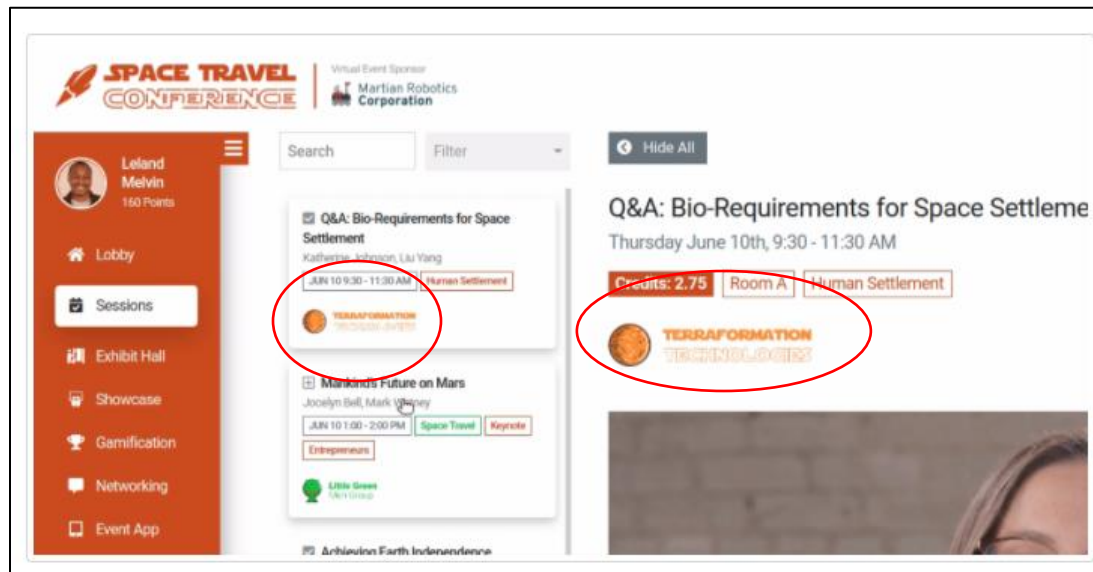 SPACE TRAVEL
CONFERENCE
Virtual Event Sponsor
Martian Robotics
Corporation
Leland
Melvin
160 Points
Lobby
Sessions
Exhibit Hall
Showcase
Gamification
Networking
Event App
Search
Filter
Q&A: Bio-Requirements for Space
Settlement
Katherine Johnson, Liu Yang
JUN 10 9:30 - 11:30 AM Human Settlement
TERRAFORMATION
TECHNOLOGIES
Mankind's Future on Mars
Jocelyn Bell, Mark
JUN 10 1:00 - 2:00 PM Space Travel Keynote
Entrepreneurs
Little Green
Men Group
Achieving Earth Independence
Hide All
Q&A: Bio-Requirements for Space Settleme
Thursday June 10th, 9:30 - 11:30 AM
Credits: 2.75 Room A Human Settlement
TERRAFORMATION
TECHNOLOGIES